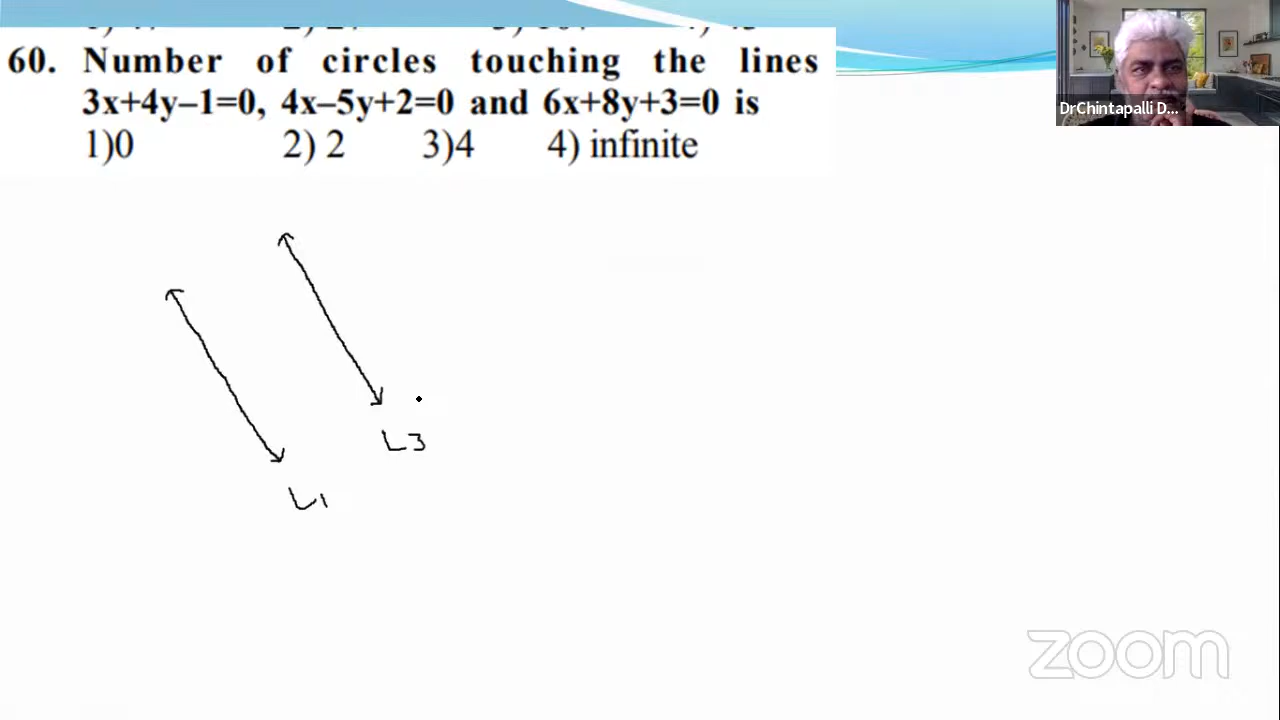 60. Number of circles touching the lines
3x+4y–1=0, 4x–5y+2=0 and 6x+8y+3=0 is
1)0 2) 2 3)4 4) infinite
DrChintapalli D...
L3
L1
zoom